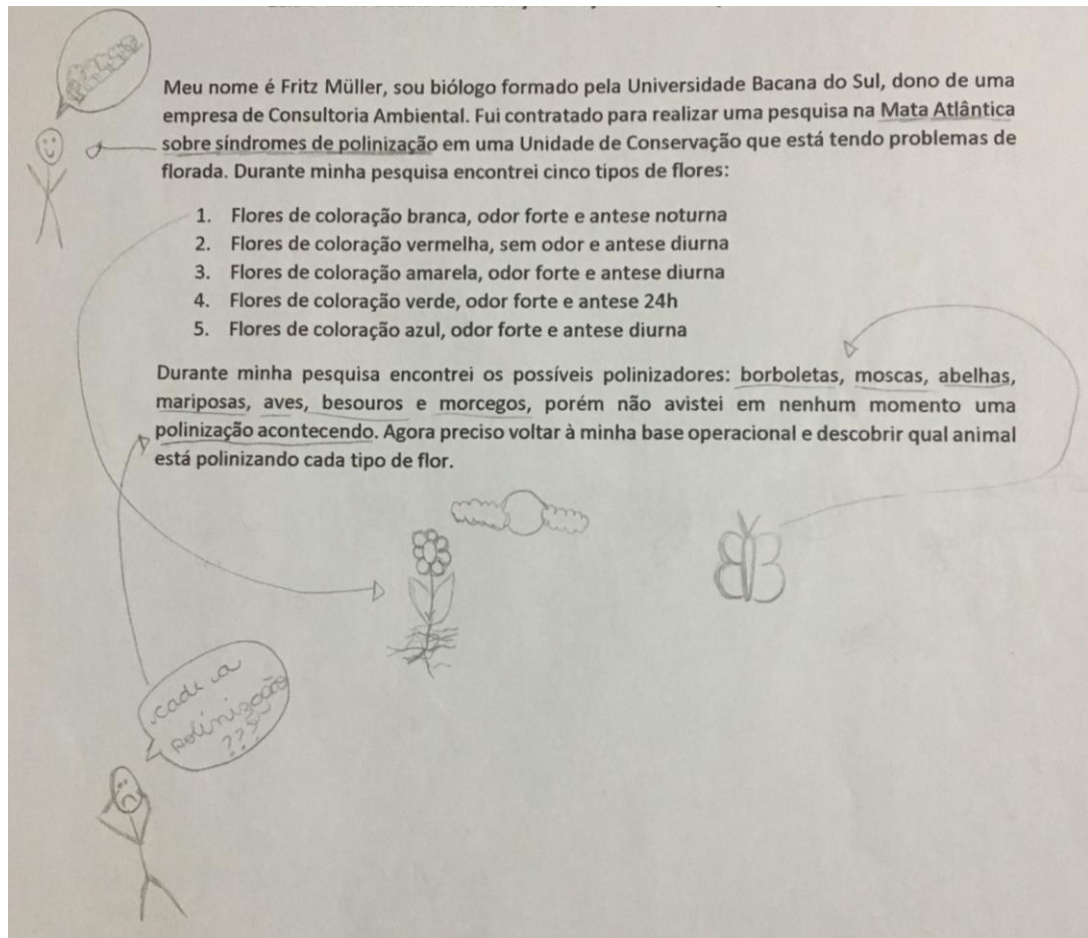 Meu nome é Fritz Müller, sou biólogo formado pela Universidade Bacana do Sul, dono de uma
empresa de Consultoria Ambiental. Fui contratado para realizar uma pesquisa na Mata Atlântica
sobre síndromes de polinização em uma Unidade de Conservação que está tendo problemas de
florada. Durante minha pesquisa encontrei cinco tipos de flores:
1. Flores de coloração branca, odor forte e antese noturna
2. Flores de coloração vermelha, sem odor e antese diurna
3. Flores de coloração amarela, odor forte e antese diurna
4. Flores de coloração verde, odor forte e antese 24h
5. Flores de coloração azul, odor forte e antese diurna
Durante minha pesquisa encontrei os possíveis polinizadores: borboletas, moscas, abelhas,
mariposas, aves, besouros e morcegos, porém não avistei em nenhum momento uma
polinização acontecendo. Agora preciso voltar à minha base operacional e descobrir qual animal
está polinizando cada tipo de flor.
cade a
polinização
???